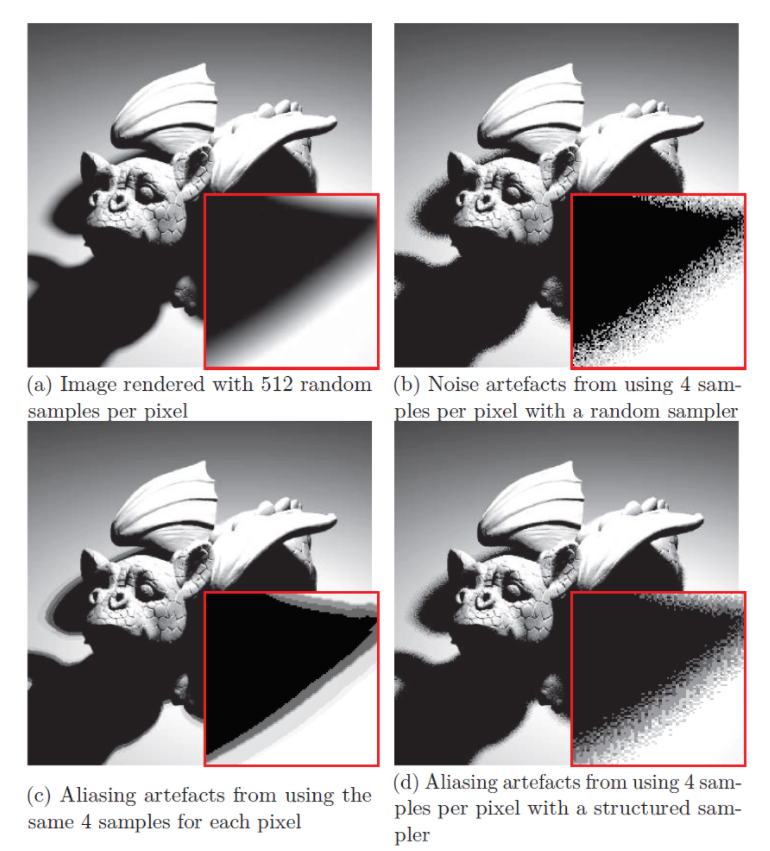 (a) Image rendered with 512 random
samples per pixel
(b) Noise artefacts from using 4 sam-
ples per pixel with a random sampler
(c) Aliasing artefacts from using the
same 4 samples for each pixel
(d) Aliasing artefacts from using 4 sam-
ples per pixel with a structured sam-
pler